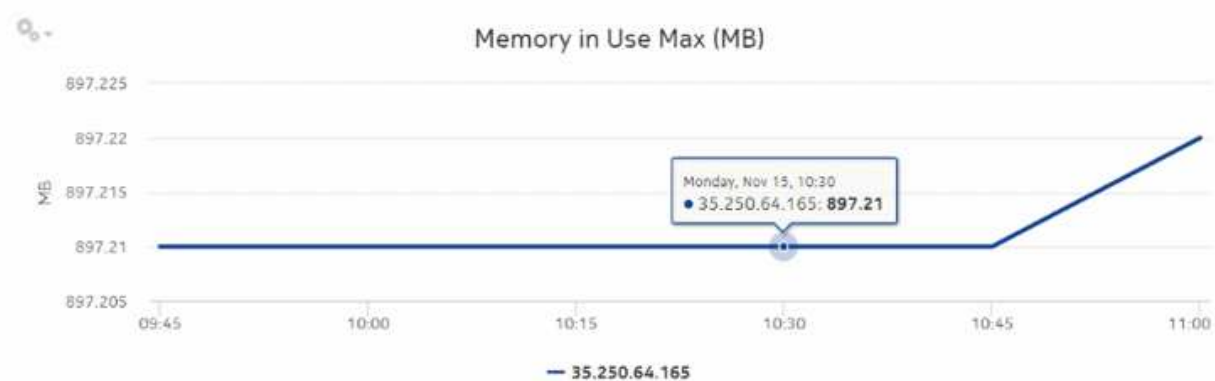 Memory in Use Max (MB)
897.225
897.22
897.215
897.21
897.205
MB
Monday, Nov 15, 10:30
35.250.64.165: 897.21
09:45 10:00 10:15 10:30 10:45 11:00
35.250.64.165